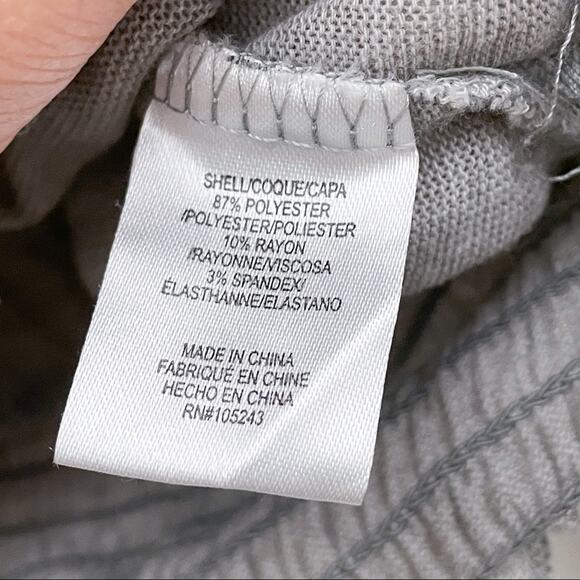 SHELL/COQUE/CAPA
87% POLYESTER
/POLYESTER/POLIESTER
10% RAYON
/RAYONNE/VISCOSA
3% SPANDEX/
ÉLASTHANNE/ELASTANO
MADE IN CHINA
FABRIQUÉ EN CHINE
HECHO EN CHINA
RN#105243